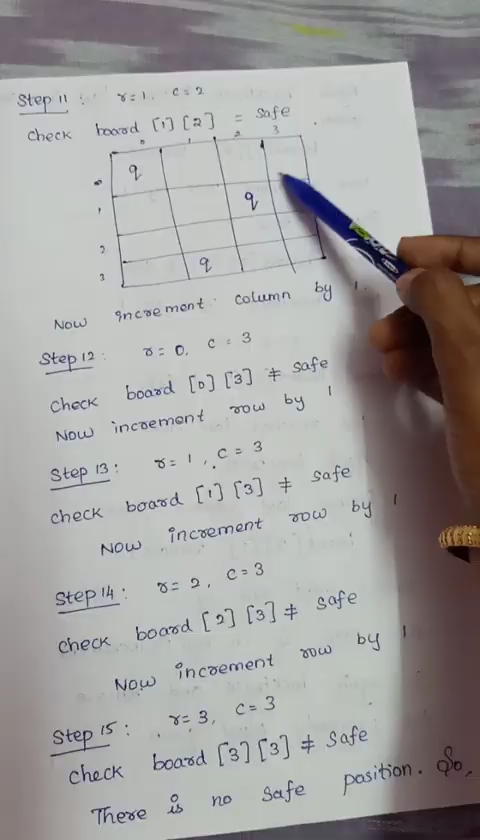 Step 11 : r=1, c=2
check board [1][2] = safe
0 1 2 3
0 q
1 q
2
3 q
Now increment column by 1.
Step 12 : r=0, c=3
check board [0][3] ≠ safe
Now increment row by 1
Step 13 : r=1, c=3
check board [1][3] ≠ safe
Now increment row by 1
Step 14 : r=2, c=3
check board [2][3] ≠ safe
Now increment row by 1
Step 15 : r=3, c=3
check board [3][3] ≠ safe
There is no safe position. So,